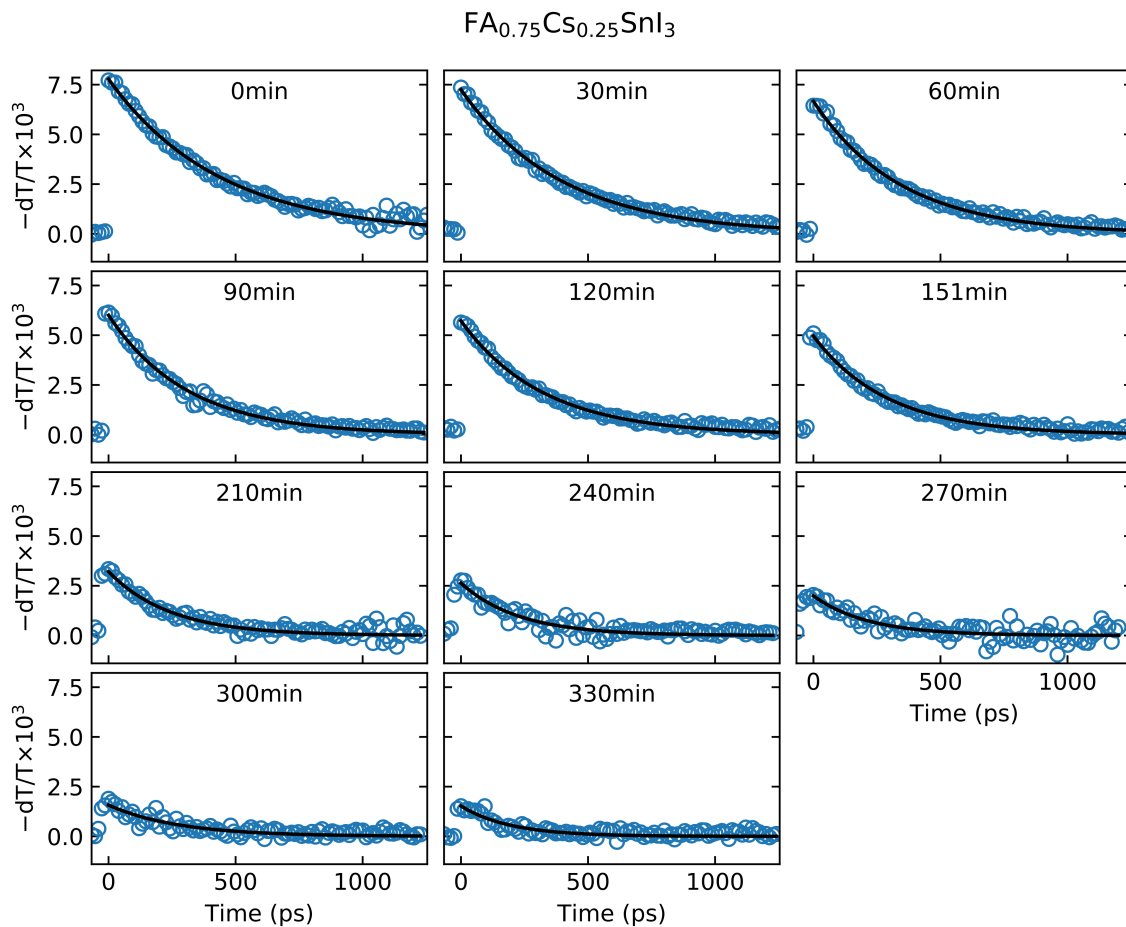 FA₀.₇₅Cs₀.₂₅SnI₃
−dT/T×10³
7.5
5.0
2.5
0.0
0min
30min
60min
−dT/T×10³
7.5
5.0
2.5
0.0
90min
120min
151min
−dT/T×10³
7.5
5.0
2.5
0.0
210min
240min
270min
0 500 1000
Time (ps)
−dT/T×10³
7.5
5.0
2.5
0.0
300min
330min
0 500 1000
0 500 1000
Time (ps)
Time (ps)